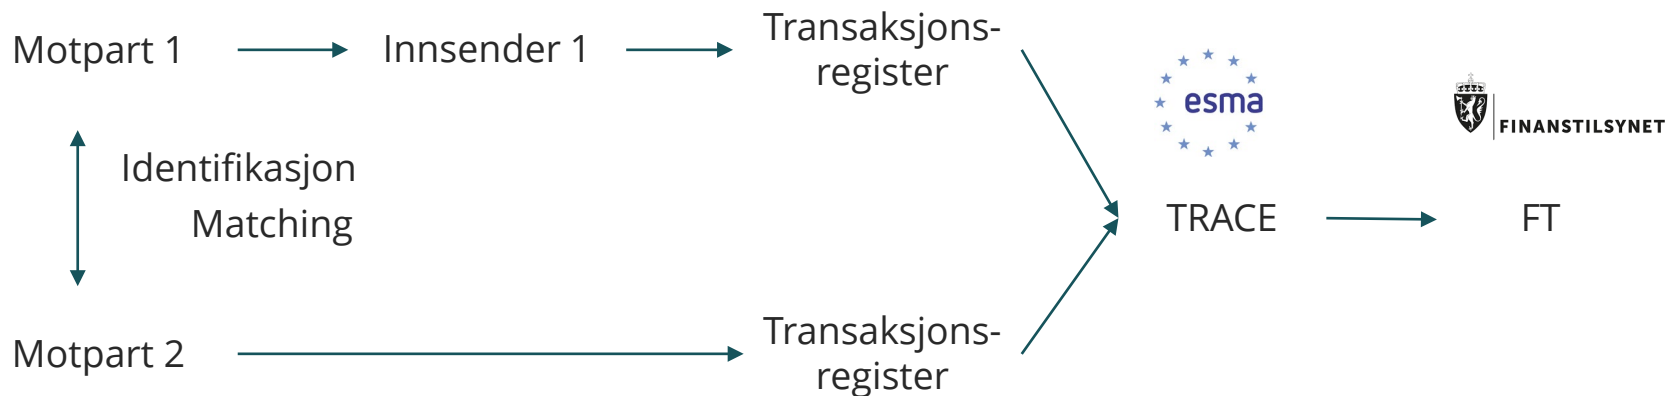 Motpart 1
Innsender 1
Transaksjons-
register
esma
FINANSTILSYNET
Identifikasjon
Matching
TRACE
FT
Motpart 2
Transaksjons-
register